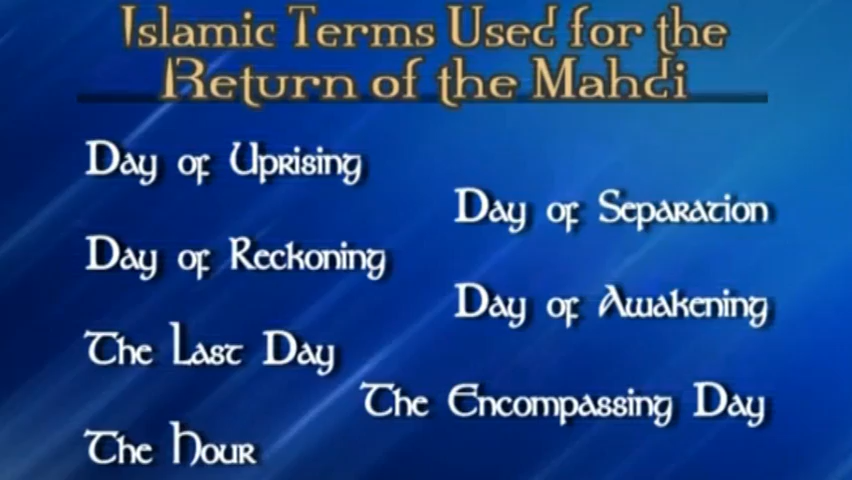 Islamic Terms Used for the
Return of the Mahdi
Day of Uprising
Day of Separation
Day of Reckoning
Day of Awakening
The Last Day
The Encompassing Day
The Hour